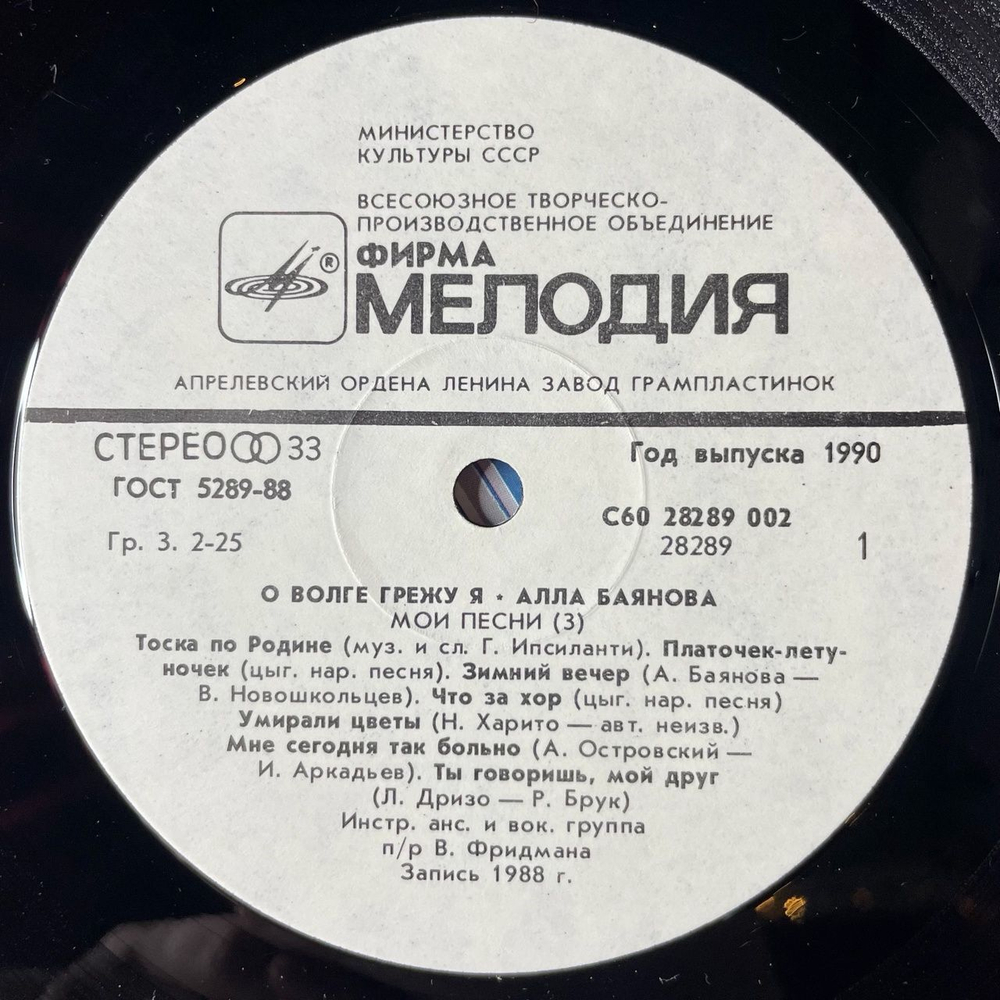 МИНИСТЕРСТВО
КУЛЬТУРЫ СССР
ВСЕСОЮЗНОЕ ТВОРЧЕСКО-
ПРОИЗВОДСТВЕННОЕ ОБЪЕДИНЕНИЕ
®
ФИРМА
МЕЛОДИЯ
АПРЕЛЕВСКИЙ ОРДЕНА ЛЕНИНА ЗАВОД ГРАМПЛАСТИНОК
СТЕРЕО 33
Год выпуска 1990
ГОСТ 5289-88
С60 28289 002
Гр. 3. 2-25
28289
1
О ВОЛГЕ ГРЕЖУ Я • АЛЛА БАЯНОВА
МОИ ПЕСНИ (3)
Тоска по Родине (муз. и сл. Г. Ипсиланти). Платочек-лету-
ночек (цыг. нар. песня). Зимний вечер (А. Баянова —
В. Новошкольцев). Что за хор (цыг. нар. песня)
Умирали цветы (Н. Харито — авт. неизв.)
Мне сегодня так больно (А. Островский —
И. Аркадьев). Ты говоришь, мой друг
(Л. Дризо — Р. Брук)
Инстр. анс. и вок. группа
п/р В. Фридмана
Запись 1988 г.